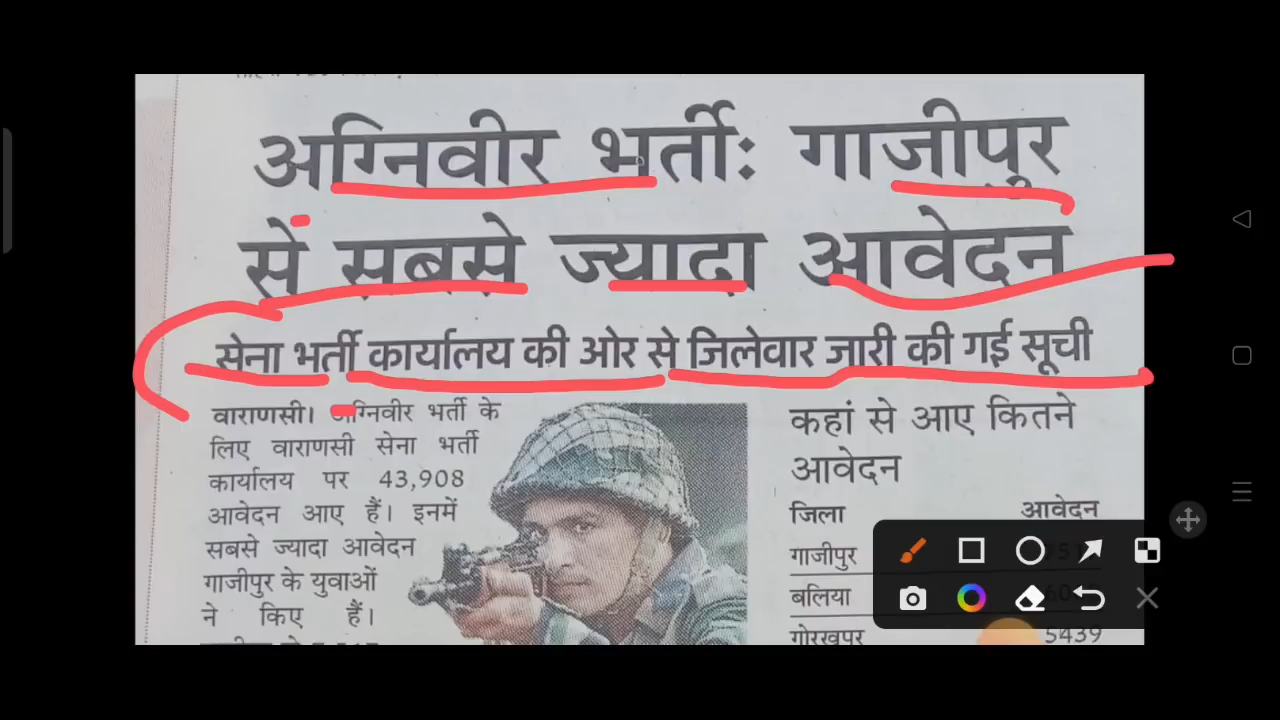 अग्निवीर भर्ती: गाजीपुर
से सबसे ज्यादा आवेदन
सेना भर्ती कार्यालय की ओर से जिलेवार जारी की गई सूची
वाराणसी। अग्निवीर भर्ती के
लिए वाराणसी सेना भर्ती
कार्यालय पर 43,908
आवेदन आए हैं। इनमें
सबसे ज्यादा आवेदन
गाजीपुर के युवाओं
ने किए हैं।
कहां से आए कितने
आवेदन
जिला आवेदन
गाजीपुर
बलिया
गोरखपुर 5439